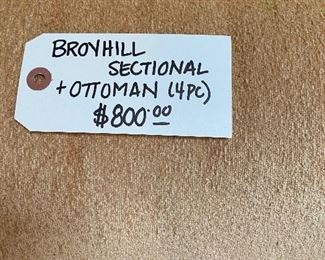 BROYHILL
SECTIONAL
+ OTTOMAN (4PC)
$800.00